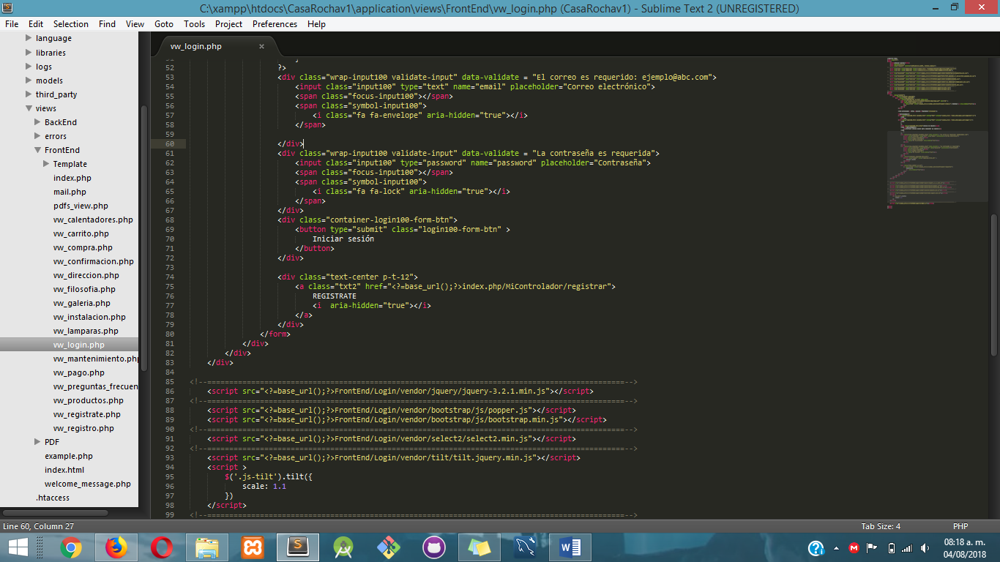 C:\xampp\htdocs\CasaRochav1\application\views\FrontEnd\vw_login.php (CasaRochav1) - Sublime Text 2 (UNREGISTERED)
File Edit Selection Find View Goto Tools Project Preferences Help
language
libraries
logs
models
third_party
views
BackEnd
errors
FrontEnd
Template
index.php
mail.php
pdfs_view.php
vw_calentadores.php
vw_carrito.php
vw_compra.php
vw_confirmacion.php
vw_direccion.php
vw_filosofia.php
vw_galeria.php
vw_instalacion.php
vw_lamparas.php
vw_login.php
vw_mantenimiento.php
vw_pago.php
vw_preguntas_frecuen
vw_productos.php
vw_registrate.php
vw_registro.php
PDF
example.php
index.html
welcome_message.php
.htaccess
vw_login.php ×
52 ?>
53 <div class="wrap-input100 validate-input" data-validate = "El correo es requerido: ejemplo@abc.com">
54 <input class="input100" type="text" name="email" placeholder="Correo electrónico">
55 <span class="focus-input100"></span>
56 <span class="symbol-input100">
57 <i class="fa fa-envelope" aria-hidden="true"></i>
58 </span>
59
60 </div>
61 <div class="wrap-input100 validate-input" data-validate = "La contraseña es requerida">
62 <input class="input100" type="password" name="password" placeholder="Contraseña">
63 <span class="focus-input100"></span>
64 <span class="symbol-input100">
65 <i class="fa fa-lock" aria-hidden="true"></i>
66 </span>
67 </div>
68 <div class="container-login100-form-btn">
69 <button type="submit" class="login100-form-btn" >
70 Iniciar sesión
71 </button>
72 </div>
73
74 <div class="text-center p-t-12">
75 <a class="txt2" href="<?=base_url();?>index.php/MiControlador/registrar">
76 REGISTRATE
77 <i  aria-hidden="true"></i>
78 </a>
79 </div>
80 </form>
81 </div>
82 </div>
83 </div>
84
85 <!--===============================================================================================-->
86 <script src="<?=base_url();?>FrontEnd/Login/vendor/jquery/jquery-3.2.1.min.js"></script>
87 <!--===============================================================================================-->
88 <script src="<?=base_url();?>FrontEnd/Login/vendor/bootstrap/js/popper.js"></script>
89 <script src="<?=base_url();?>FrontEnd/Login/vendor/bootstrap/js/bootstrap.min.js"></script>
90 <!--===============================================================================================-->
91 <script src="<?=base_url();?>FrontEnd/Login/vendor/select2/select2.min.js"></script>
92 <!--===============================================================================================-->
93 <script src="<?=base_url();?>FrontEnd/Login/vendor/tilt/tilt.jquery.min.js"></script>
94 <script >
95 $('.js-tilt').tilt({
96 scale: 1.1
97 })
98 </script>
99 <!--===============================================================================================-->
Line 60, Column 27
Tab Size: 4
PHP
08:18 a. m.
04/08/2018